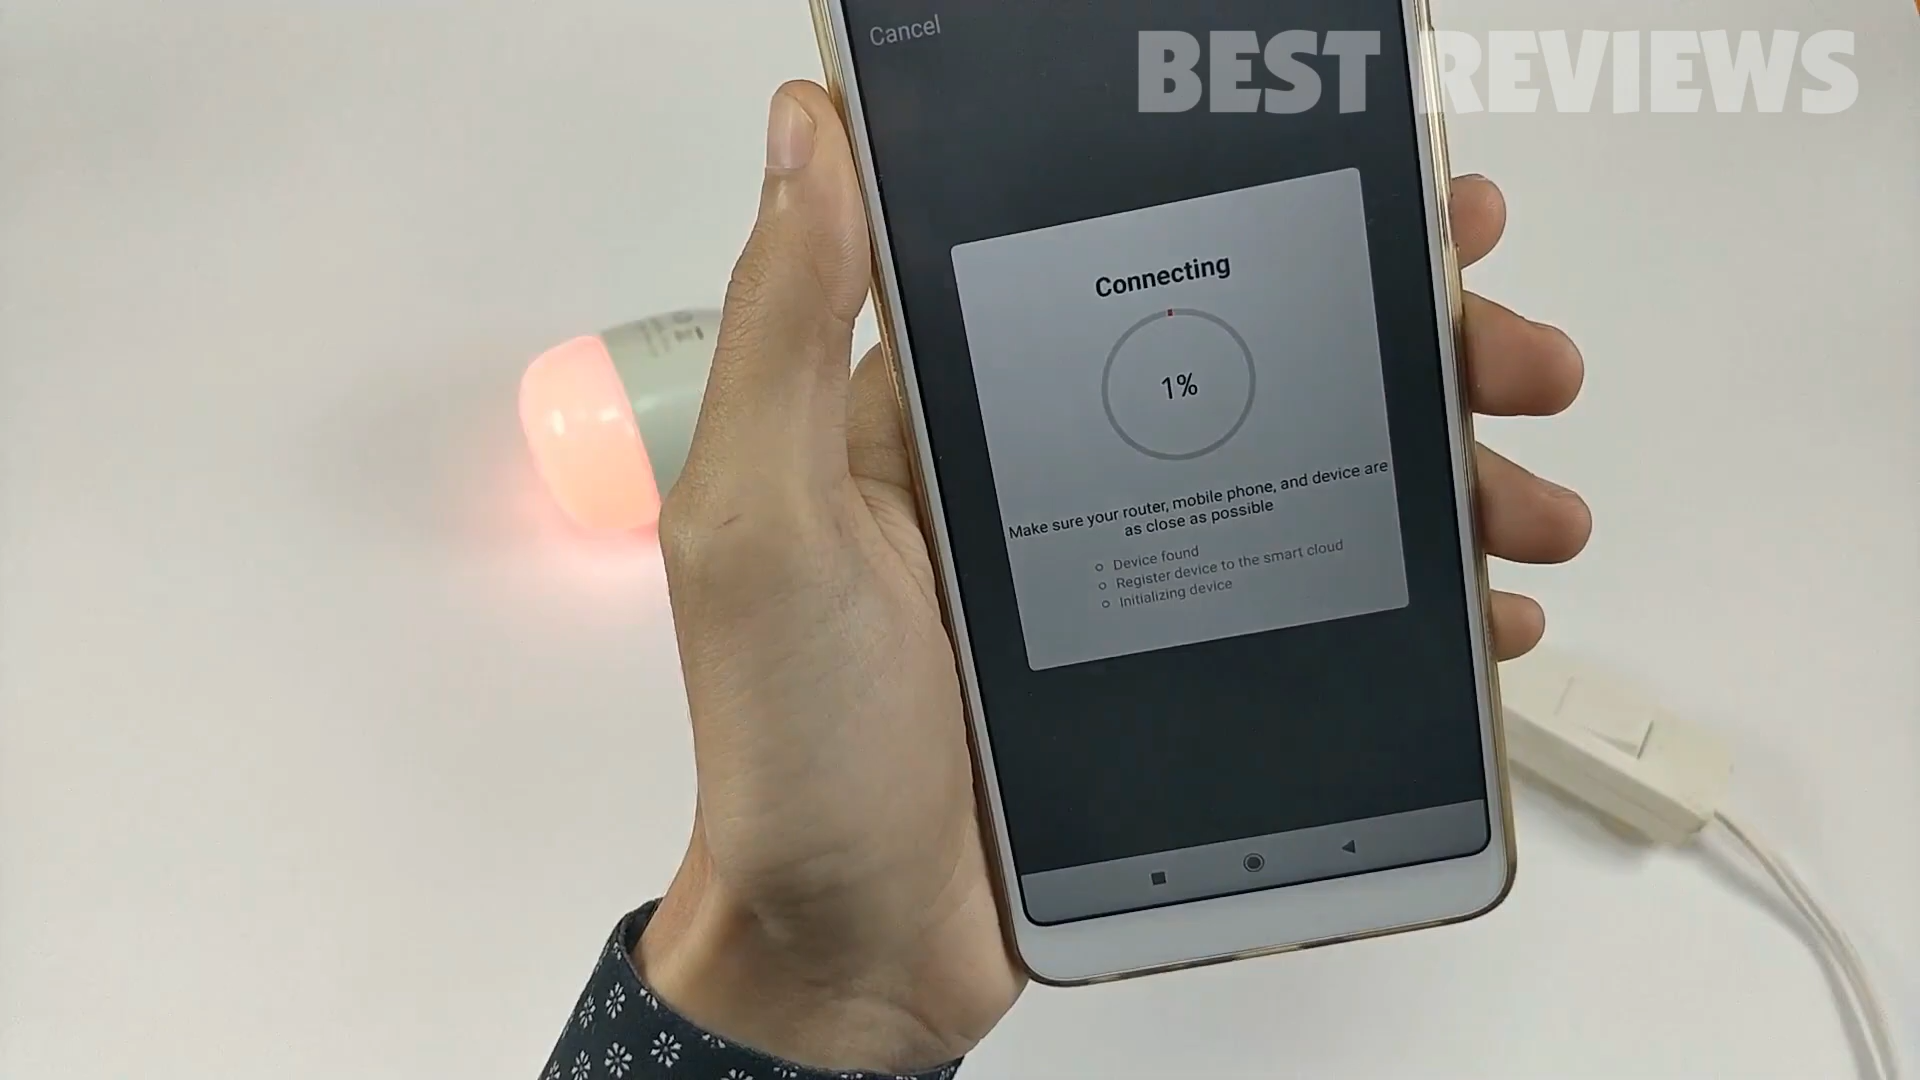 Cancel
BEST REVIEWS
Connecting
1%
Make sure your router, mobile phone, and device are
as close as possible
Device found
Register device to the smart cloud
Initializing device